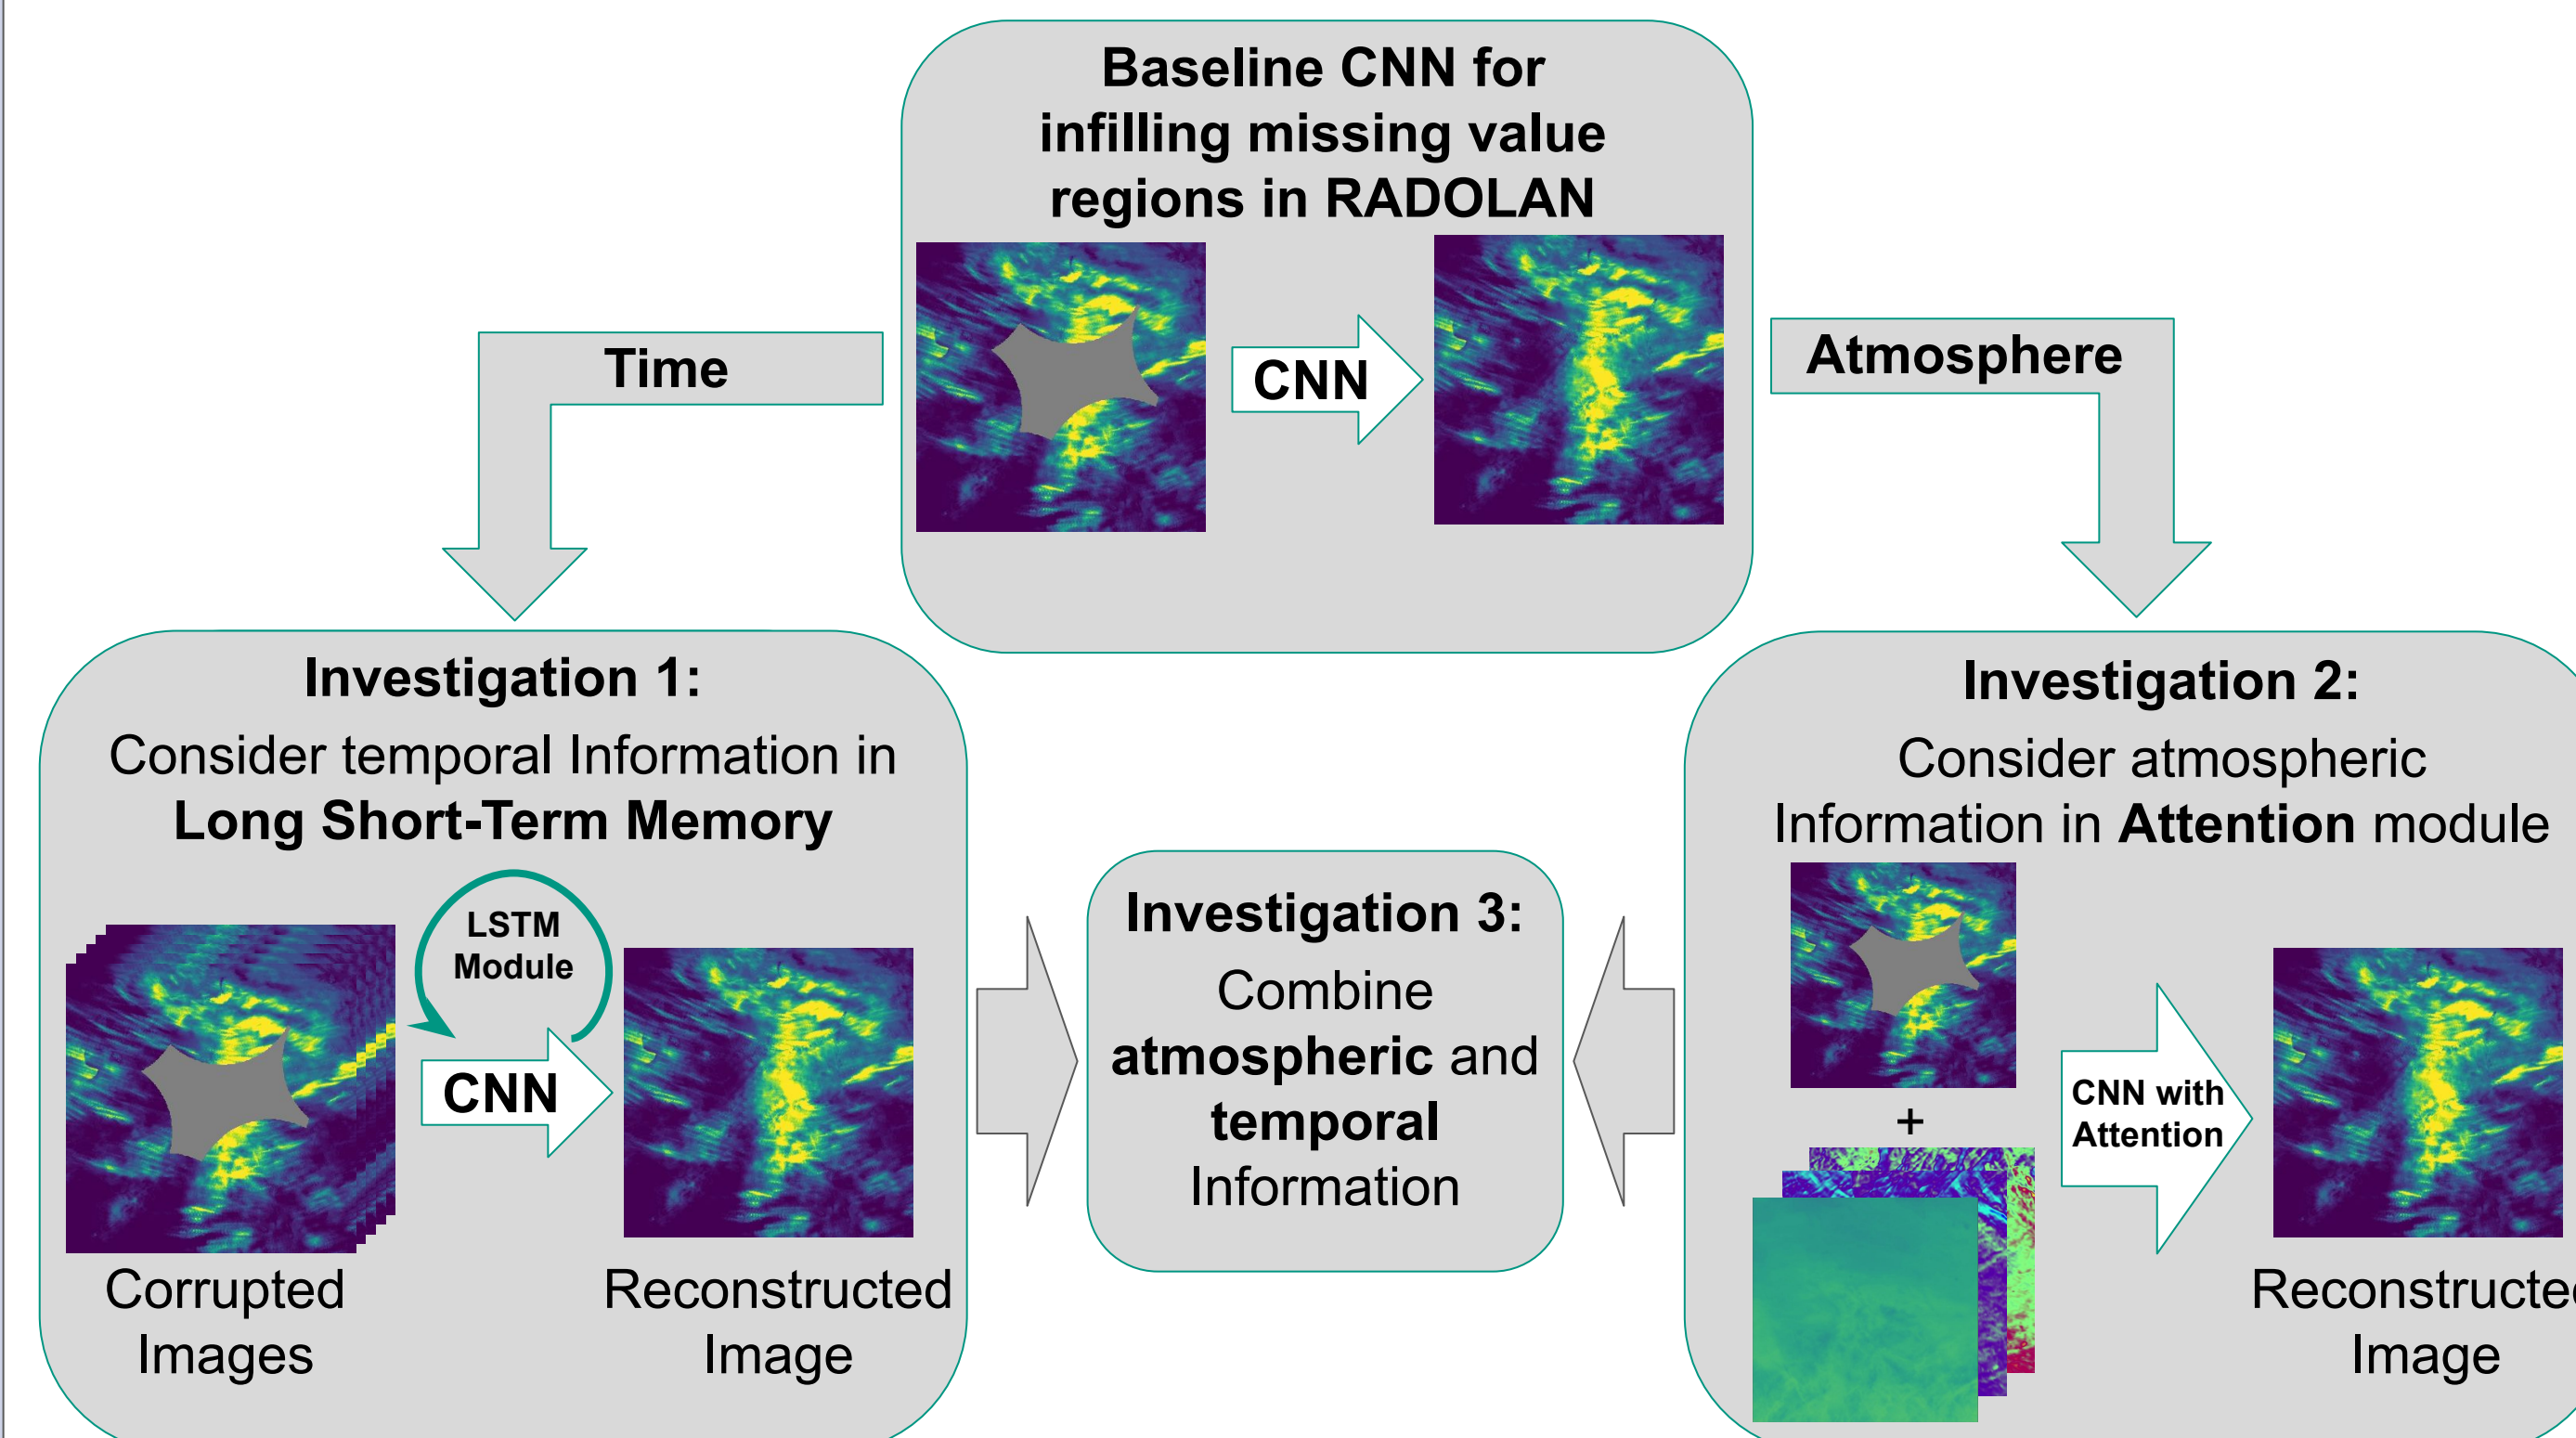 Baseline CNN for
infilling missing value
regions in RADOLAN
CNN
Time
Atmosphere
Investigation 1:
Consider temporal Information in
Long Short-Term Memory
LSTM
Module
CNN
Corrupted
Images
Reconstructed
Image
Investigation 3:
Combine
atmospheric and
temporal
Information
Investigation 2:
Consider atmospheric
Information in Attention module
+
CNN with
Attention
Reconstructed
Image